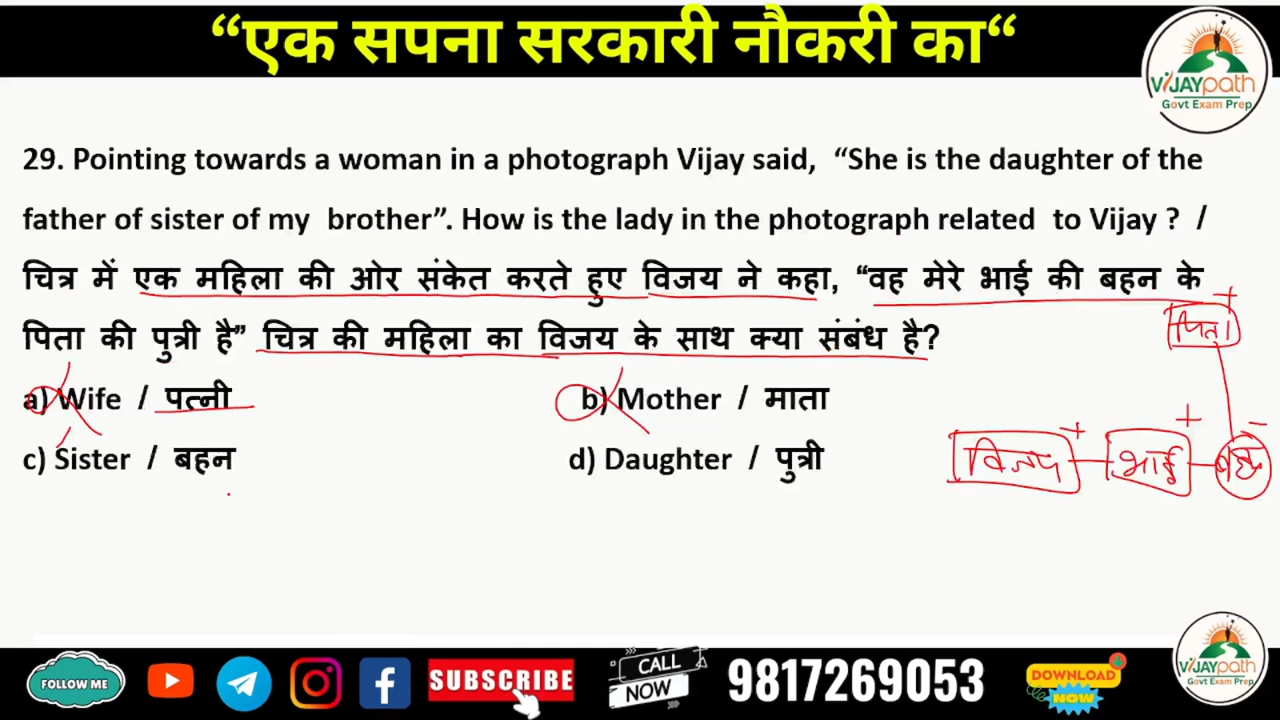 “एक सपना सरकारी नौकरी का“
VIJAYpath
Govt Exam Prep
29. Pointing towards a woman in a photograph Vijay said, “She is the daughter of the
father of sister of my brother”. How is the lady in the photograph related to Vijay ? /
चित्र में एक महिला की ओर संकेत करते हुए विजय ने कहा, “वह मेरे भाई की बहन के
पिता की पुत्री है” चित्र की महिला का विजय के साथ क्या संबंध है?
पिता
a) Wife / पत्नी b) Mother / माता
c) Sister / बहन d) Daughter / पुत्री
विजय भाई बहन
FOLLOW ME SUBSCRIBE CALL NOW 9817269053 DOWNLOAD NOW
VIJAYpath
Govt Exam Prep